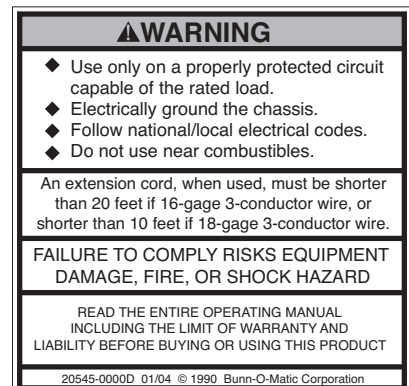 ⚠WARNING
◆ Use only on a properly protected circuit
capable of the rated load.
◆ Electrically ground the chassis.
◆ Follow national/local electrical codes.
◆ Do not use near combustibles.
An extension cord, when used, must be shorter
than 20 feet if 16-gage 3-conductor wire, or
shorter than 10 feet if 18-gage 3-conductor wire.
FAILURE TO COMPLY RISKS EQUIPMENT
DAMAGE, FIRE, OR SHOCK HAZARD
READ THE ENTIRE OPERATING MANUAL
INCLUDING THE LIMIT OF WARRANTY AND
LIABILITY BEFORE BUYING OR USING THIS PRODUCT
20545-0000D 01/04 © 1990 Bunn-O-Matic Corporation